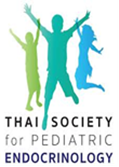 THAI SOCIETY
for PEDIATRIC
ENDOCRINOLOGY